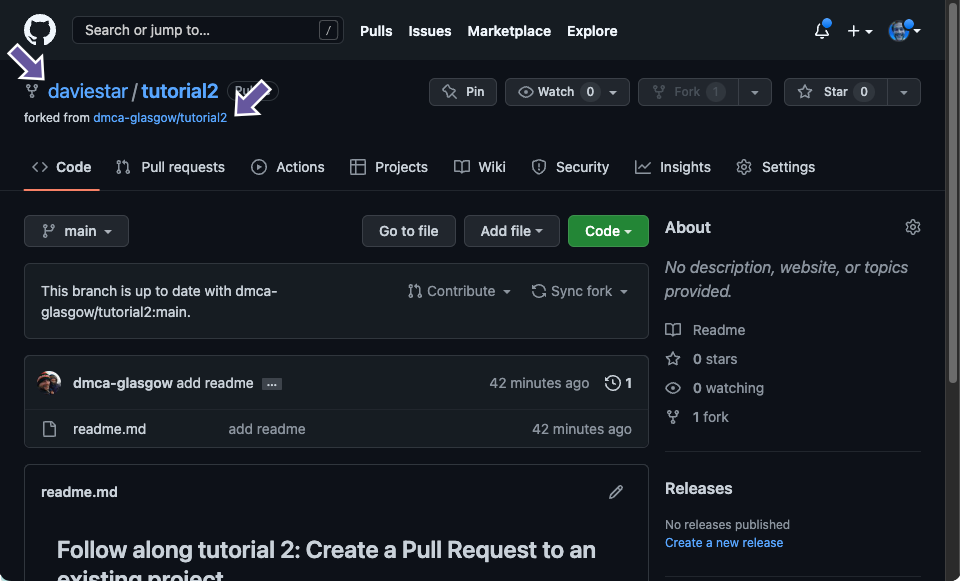 Search or jump to... /
Pulls Issues Marketplace Explore
daviestar / tutorial2
Pin Watch 0 Fork 1 Star 0
forked from dmca-glasgow/tutorial2
Code Pull requests Actions Projects Wiki Security Insights Settings
main Go to file Add file Code
This branch is up to date with dmca-
glasgow/tutorial2:main.
Contribute Sync fork
dmca-glasgow add readme ... 42 minutes ago 1
readme.md add readme 42 minutes ago
readme.md
Follow along tutorial 2: Create a Pull Request to an
existing project
About
No description, website, or topics
provided.
Readme
0 stars
0 watching
1 fork
Releases
No releases published
Create a new release